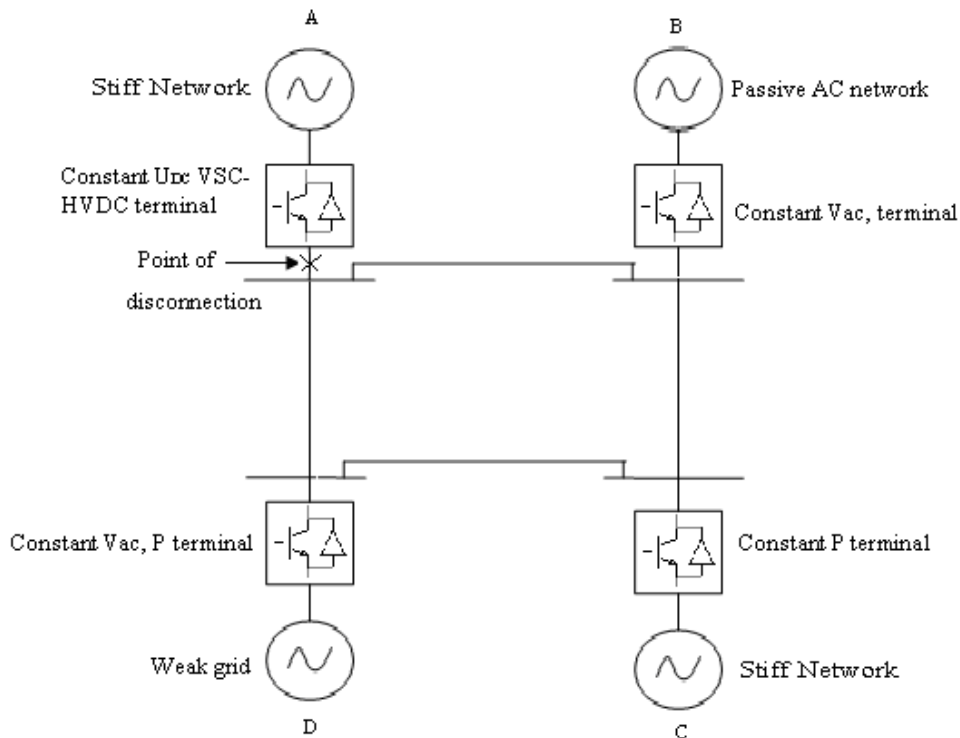 A
B
Stiff Network
Passive AC network
Constant UDC VSC-
HVDC terminal
Constant Vac, terminal
Point of
disconnection
Constant Vac, P terminal
Constant P terminal
Weak grid
Stiff Network
D
C